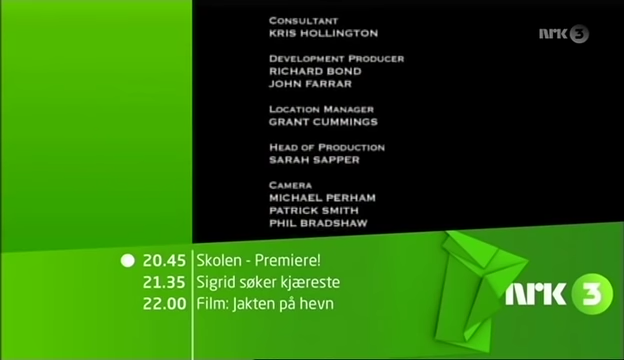 CONSULTANT
KRIS HOLLINGTON
nrk 3
DEVELOPMENT PRODUCER
RICHARD BOND
JOHN FARRAR
LOCATION MANAGER
GRANT CUMMINGS
HEAD OF PRODUCTION
SARAH SAPPER
CAMERA
MICHAEL PERHAM
PATRICK SMITH
PHIL BRADSHAW
20.45 Skolen - Premiere!
21.35 Sigrid søker kjæreste
22.00 Film: Jakten på hevn
nrk 3